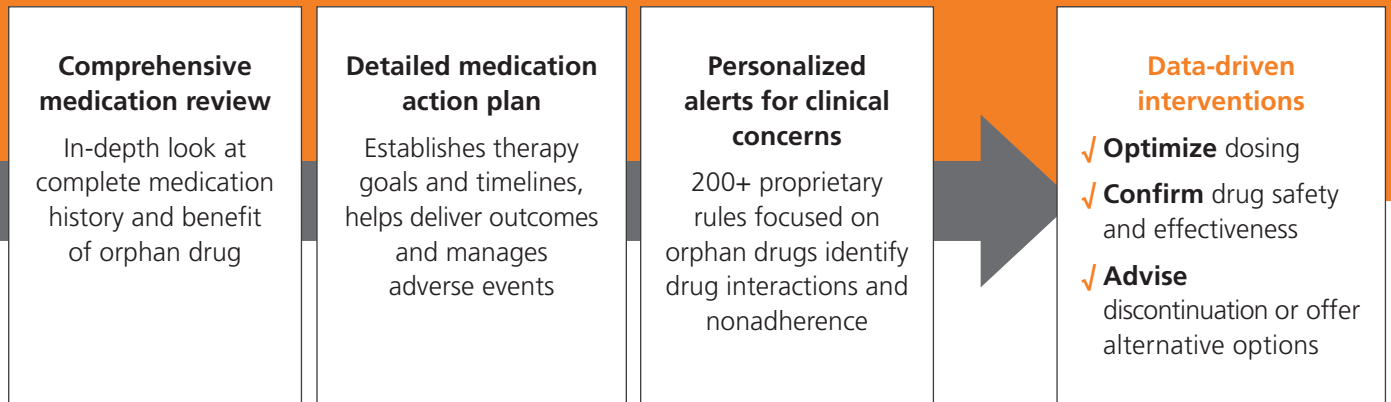 Comprehensive
medication review
In-depth look at
complete medication
history and benefit
of orphan drug
Detailed medication
action plan
Establishes therapy
goals and timelines,
helps deliver outcomes
and manages
adverse events
Personalized
alerts for clinical
concerns
200+ proprietary
rules focused on
orphan drugs identify
drug interactions and
nonadherence
Data-driven
interventions
√ Optimize dosing
√ Confirm drug safety
and effectiveness
√ Advise
discontinuation or offer
alternative options